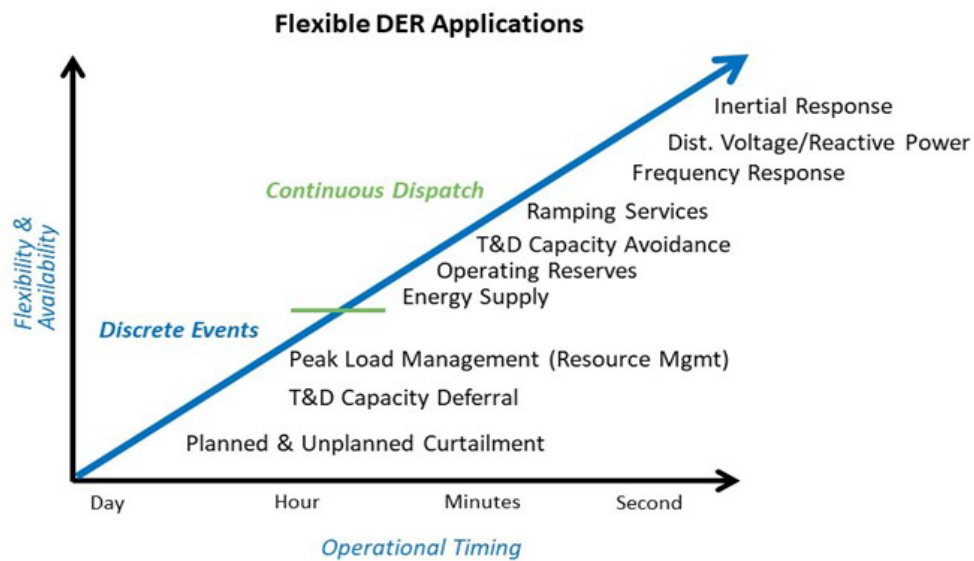 Flexible DER Applications
Inertial Response
Dist. Voltage/Reactive Power
Frequency Response
Continuous Dispatch
Ramping Services
T&D Capacity Avoidance
Operating Reserves
Energy Supply
Flexibility &
Availability
Discrete Events
Peak Load Management (Resource Mgmt)
T&D Capacity Deferral
Planned & Unplanned Curtailment
Day Hour Minutes Second
Operational Timing